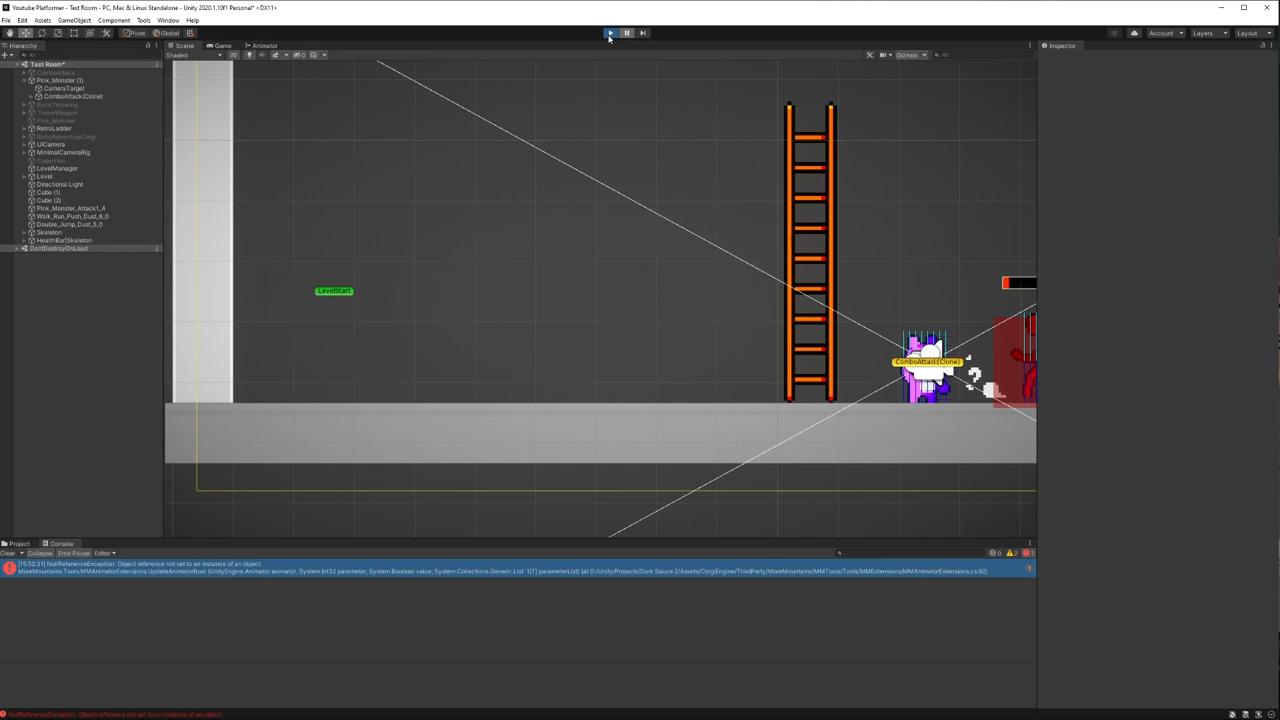 Youtube Platformer - Test Room - PC, Mac & Linux Standalone - Unity 2020.1.10f1 Personal* <DX11>
File Edit Assets GameObject Component Tools Window Help
Pivot Global Account Layers Layout
Hierarchy Scene Game Animator Inspector
All Shaded 2D Gizmos All
Test Room*
ComboAttack
Pink_Monster (1)
CameraTarget
ComboAttack(Clone)
RockThrowing
ThrowWeapon
Pink_Monster
RetroLadder
RetroAdventureCorgi
UICamera
MinimalCameraRig
LevelManager
Level
Directional Light
Cube (1)
Cube (2)
Pink_Monster_Attack1_4
Walk_Run_Push_Dust_6_0
Double_Jump_Dust_5_0
Skeleton
HealthBar|Skeleton
DontDestroyOnLoad
LevelStart
ComboAttack(Clone)
Project Console
Clear Collapse Error Pause Editor 0 2 1
[15:52:31] NullReferenceException: Object reference not set to an instance of an object
MoreMountains.Tools.MMAnimatorExtensions.UpdateAnimatorBool (UnityEngine.Animator animator, System.Int32 parameter, System.Boolean value, System.Collections.Generic.List`1[T] parameterList) (at D:/Unity/Projects/Dark Sauce 2/Assets/CorgiEngine/ThirdParty/MoreMountains/MMTools/Tools/MMExtensions/MMAnimatorExtensions.cs:92)
NullReferenceException: Object reference not set to an instance of an object